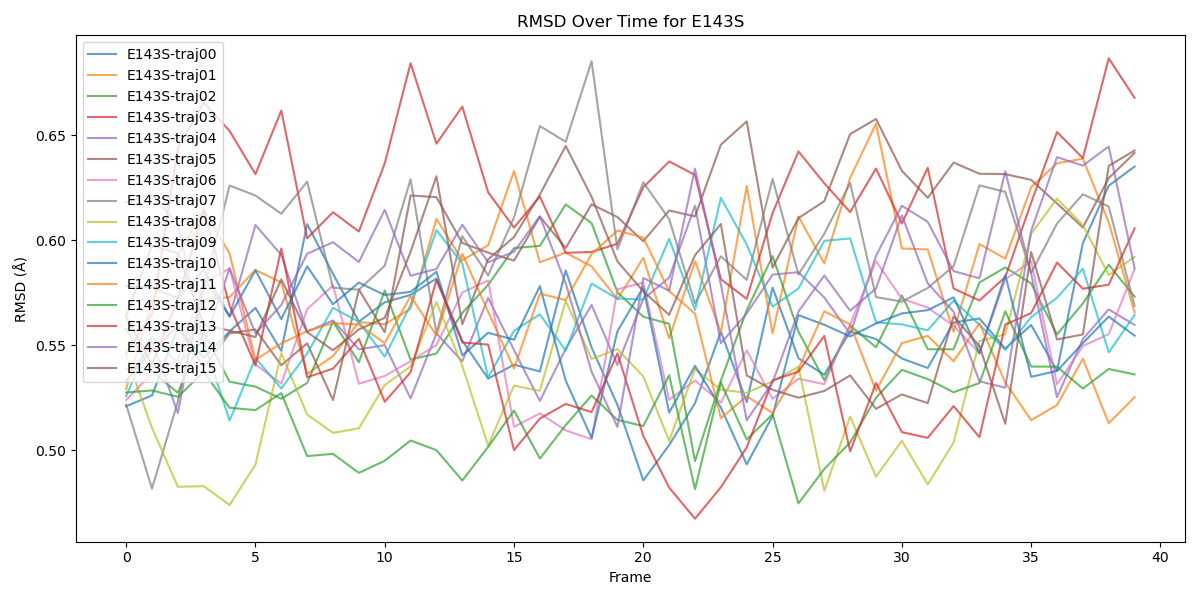 RMSD Over Time for E143S
E143S-traj00
E143S-traj01
E143S-traj02
E143S-traj03
E143S-traj04
E143S-traj05
E143S-traj06
E143S-traj07
E143S-traj08
E143S-traj09
E143S-traj10
E143S-traj11
E143S-traj12
E143S-traj13
E143S-traj14
E143S-traj15
RMSD (Å)
0.65
0.60
0.55
0.50
0 5 10 15 20 25 30 35 40
Frame